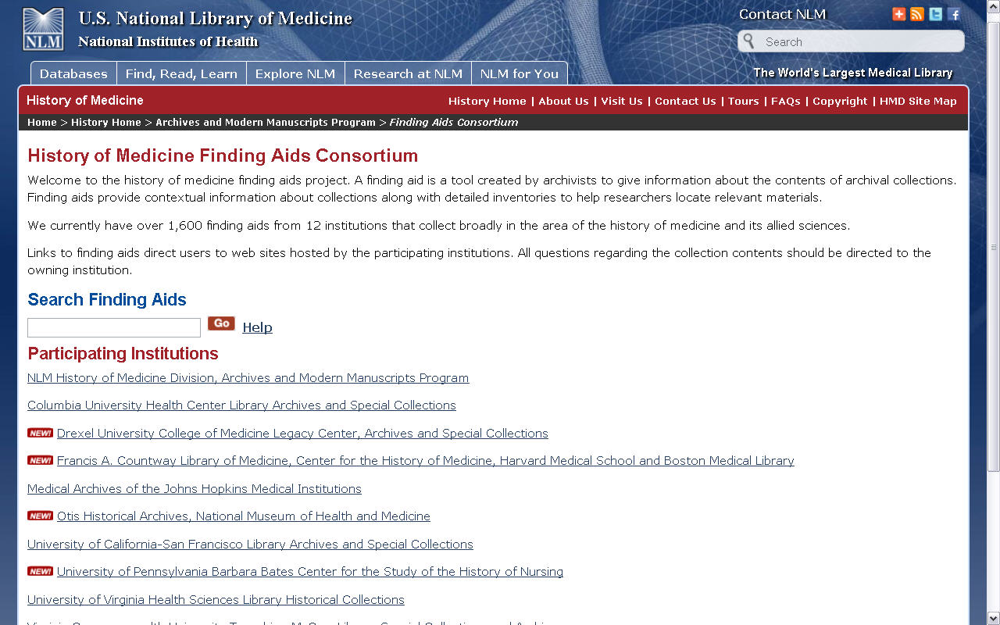 U.S. National Library of Medicine
National Institutes of Health
NLM
Contact NLM
Search
The World's Largest Medical Library
Databases
Find, Read, Learn
Explore NLM
Research at NLM
NLM for You
History of Medicine
History Home | About Us | Visit Us | Contact Us | Tours | FAQs | Copyright | HMD Site Map
Home > History Home > Archives and Modern Manuscripts Program > Finding Aids Consortium
History of Medicine Finding Aids Consortium
Welcome to the history of medicine finding aids project. A finding aid is a tool created by archivists to give information about the contents of archival collections.
Finding aids provide contextual information about collections along with detailed inventories to help researchers locate relevant materials.
We currently have over 1,600 finding aids from 12 institutions that collect broadly in the area of the history of medicine and its allied sciences.
Links to finding aids direct users to web sites hosted by the participating institutions. All questions regarding the collection contents should be directed to the
owning institution.
Search Finding Aids
Go Help
Participating Institutions
NLM History of Medicine Division, Archives and Modern Manuscripts Program
Columbia University Health Center Library Archives and Special Collections
NEW! Drexel University College of Medicine Legacy Center, Archives and Special Collections
NEW! Francis A. Countway Library of Medicine, Center for the History of Medicine, Harvard Medical School and Boston Medical Library
Medical Archives of the Johns Hopkins Medical Institutions
NEW! Otis Historical Archives, National Museum of Health and Medicine
University of California-San Francisco Library Archives and Special Collections
NEW! University of Pennsylvania Barbara Bates Center for the Study of the History of Nursing
University of Virginia Health Sciences Library Historical Collections